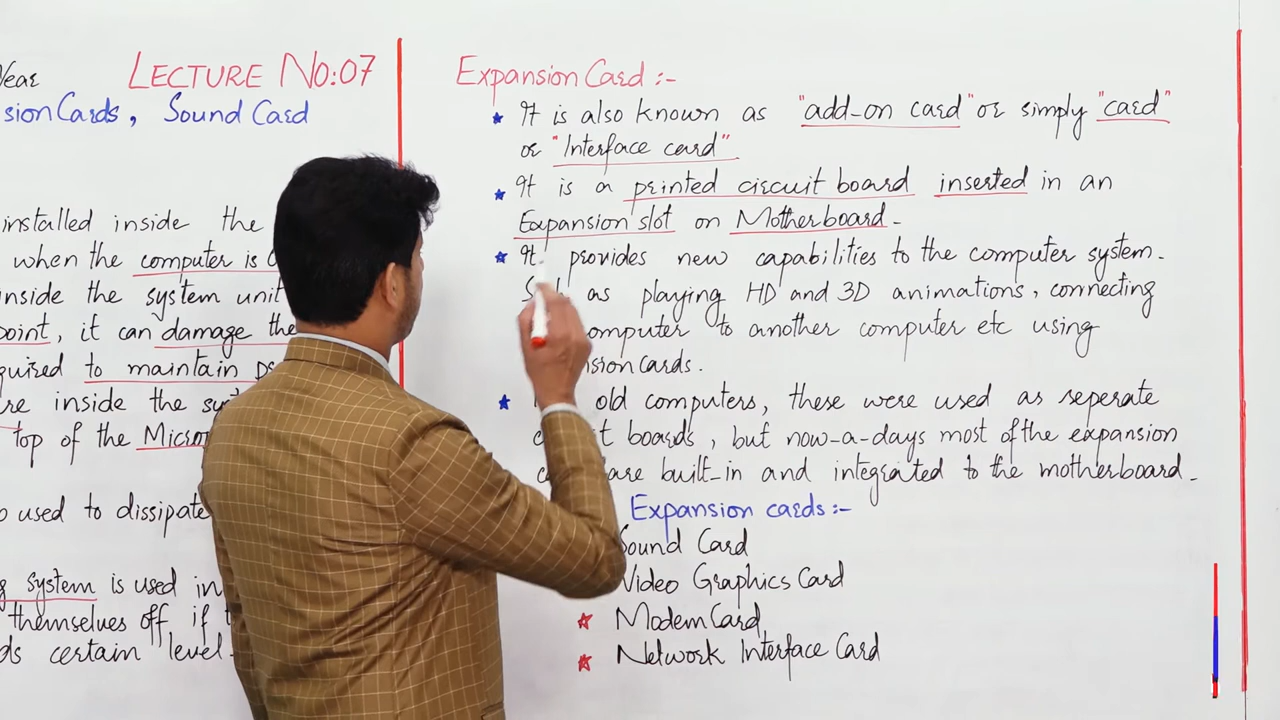 Year LECTURE No:07
sion Cards, Sound Card
installed inside the
when the computer is
inside the system unit
point, it can damage the
quired to maintain
re inside the
top of the
used to dissipate
system is used in
themselves off if
ds certain level.
Expansion Card :-
It is also known as "add-on card" or simply "card"
or "Interface card"
It is a printed circuit board inserted in an
Expansion slot on Motherboard.
It provides new capabilities to the computer system.
as playing HD and 3D animations, connecting
omputer to another computer etc using
sion cards.
old computers, these were used as seperate
t boards, but now-a-days most of the expansion
are built-in and integrated to the motherboard.
Expansion cards:-
Sound Card
Video Graphics Card
Modem Card
Network Interface Card